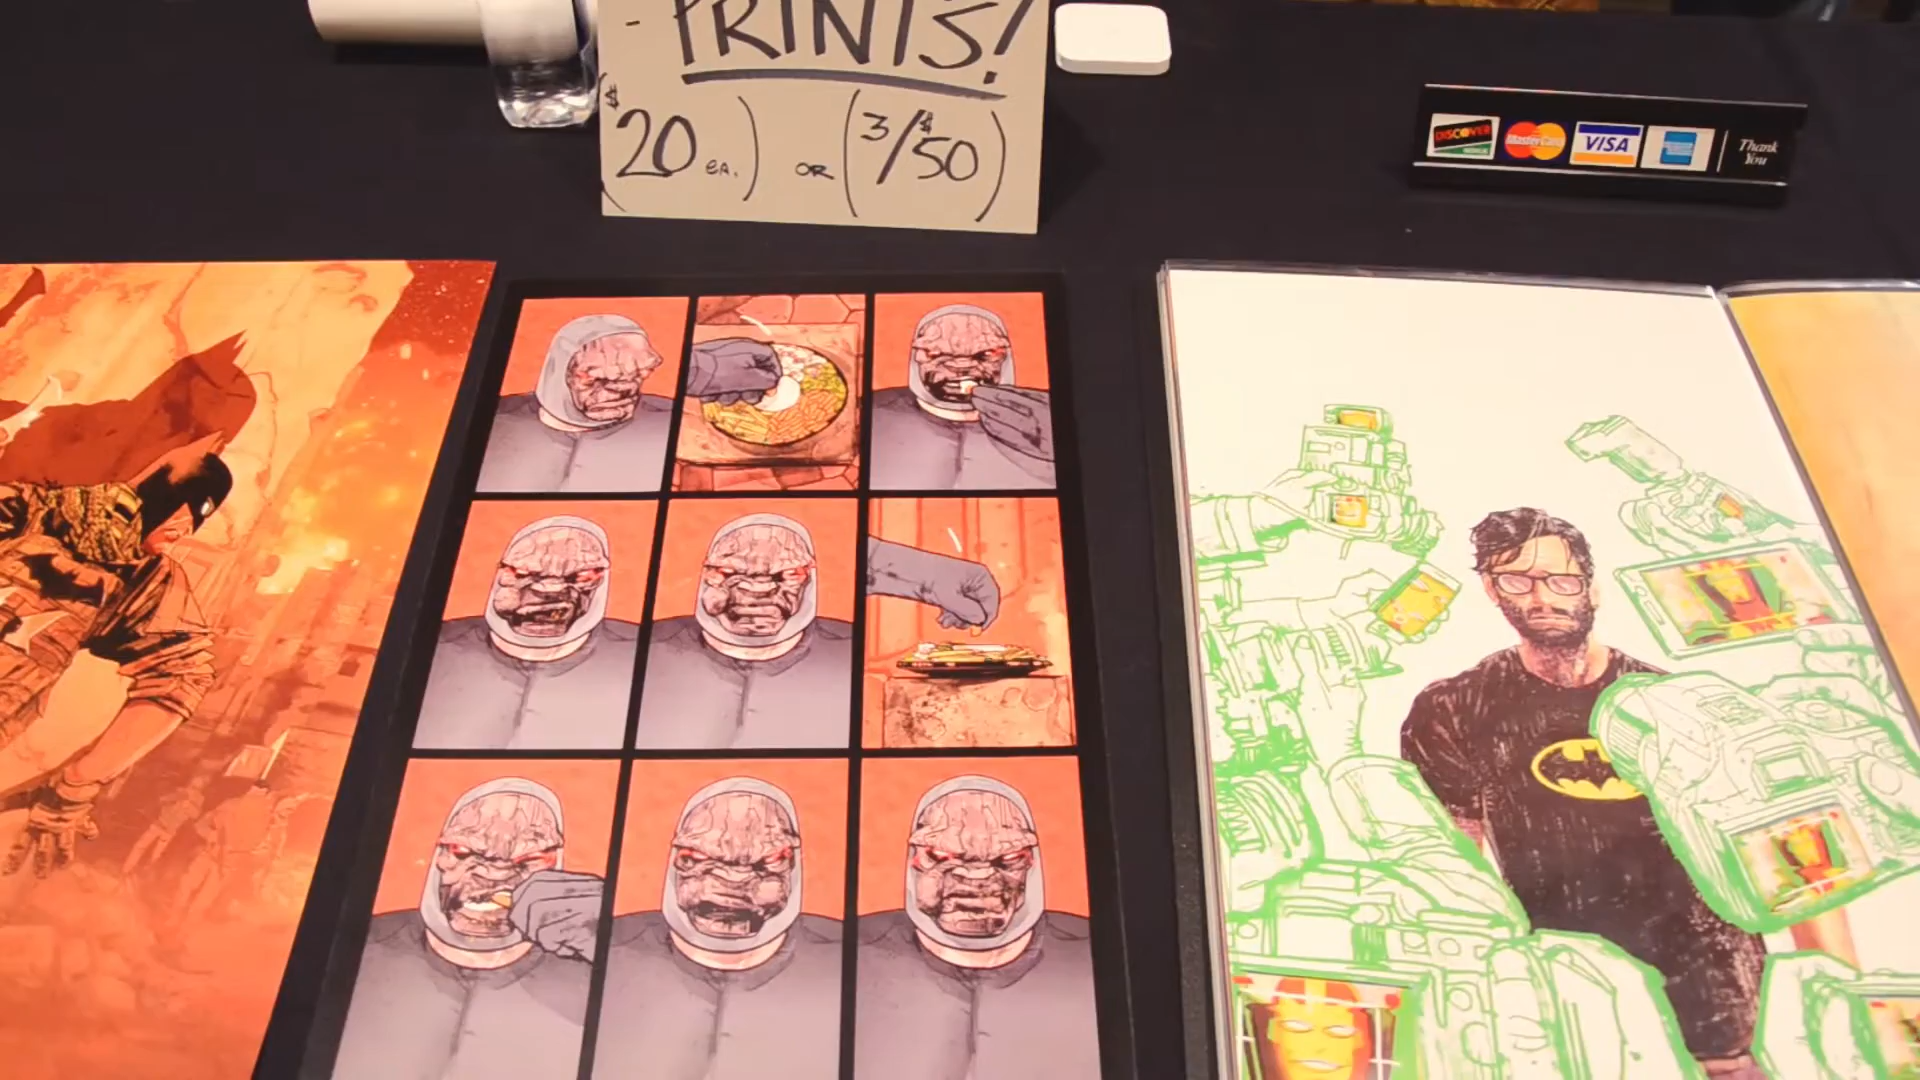 - PRINTS!
($20 EA.) OR (3/$50)
DISCOVER MasterCard VISA Thank
You